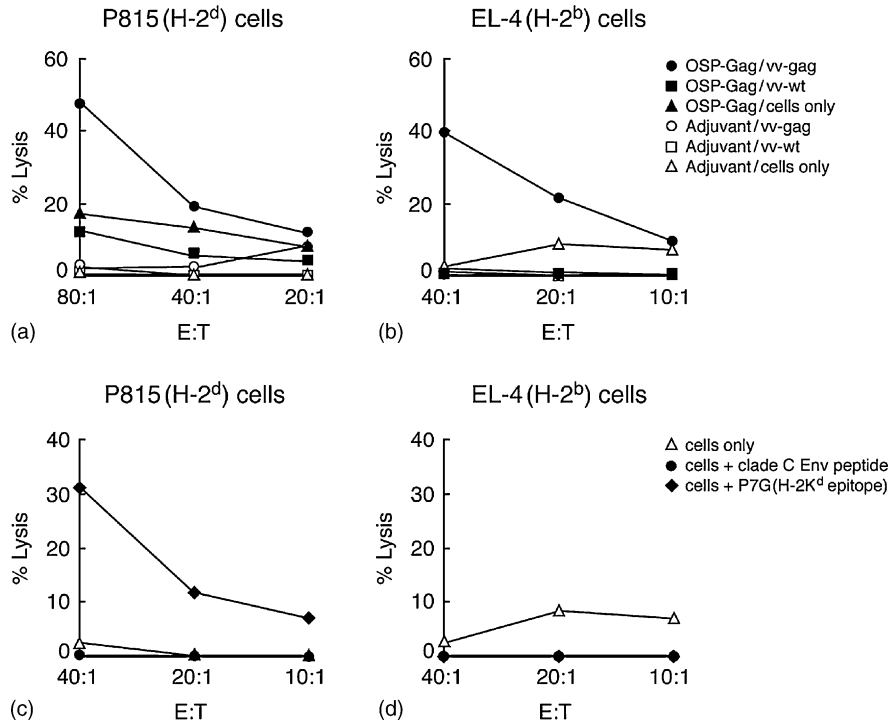 P815 (H-2d) cells
EL-4 (H-2b) cells
% Lysis
60
40
20
0
80:1
40:1
20:1
E:T
(a)
% Lysis
60
40
20
0
40:1
20:1
10:1
E:T
(b)
OSP-Gag/vv-gag
OSP-Gag/vv-wt
OSP-Gag/cells only
Adjuvant/vv-gag
Adjuvant/vv-wt
Adjuvant/cells only
P815 (H-2d) cells
EL-4 (H-2b) cells
% Lysis
40
30
20
10
0
40:1
20:1
10:1
E:T
(c)
% Lysis
40
30
20
10
0
40:1
20:1
10:1
E:T
(d)
cells only
cells + clade C Env peptide
cells + P7G(H-2Kd epitope)